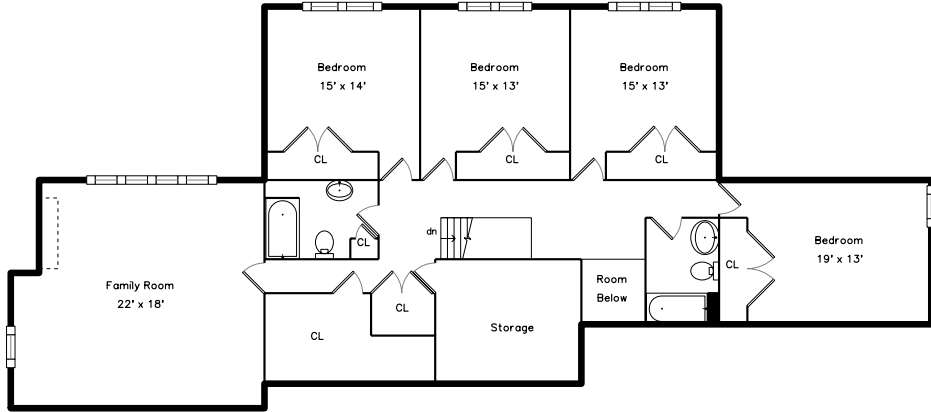 Bedroom
15' x 14'
Bedroom
15' x 13'
Bedroom
15' x 13'
CL
CL
CL
CL
dn
Bedroom
19' x 13'
CL
Family Room
22' x 18'
Room
Below
CL
CL
Storage